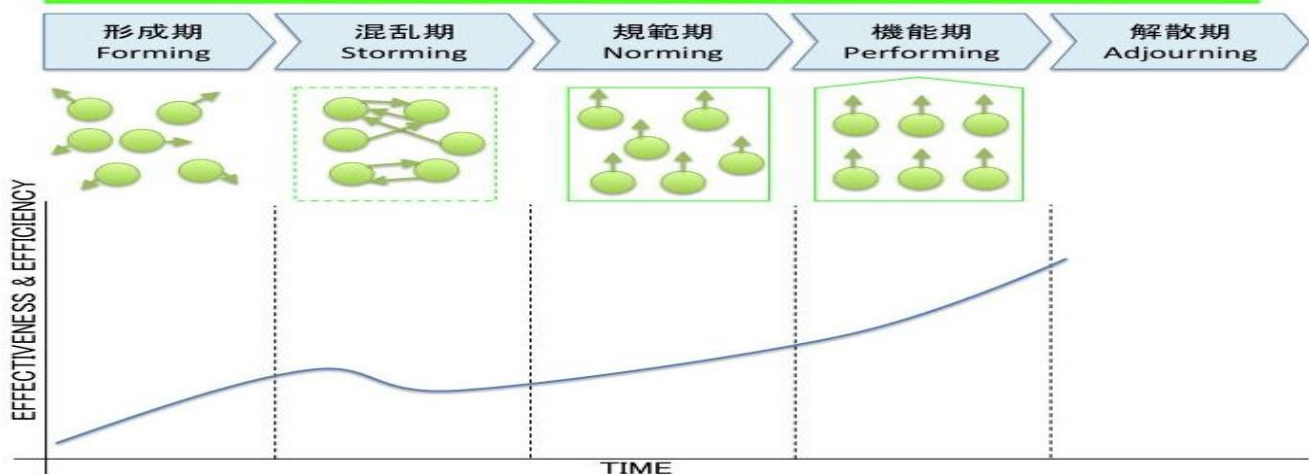 形成期
Forming
混乱期
Storming
規範期
Norming
機能期
Performing
解散期
Adjourning
EFFECTIVENESS & EFFICIENCY
TIME